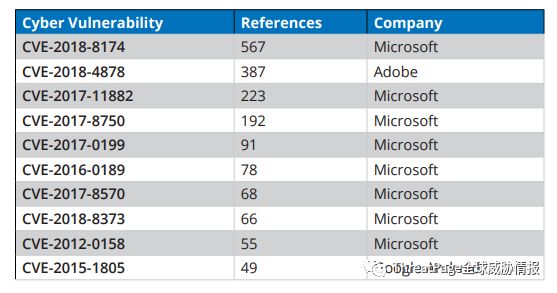 Cyber Vulnerability References Company
CVE-2018-8174 567 Microsoft
CVE-2018-4878 387 Adobe
CVE-2017-11882 223 Microsoft
CVE-2017-8750 192 Microsoft
CVE-2017-0199 91 Microsoft
CVE-2016-0189 78 Microsoft
CVE-2017-8570 68 Microsoft
CVE-2018-8373 66 Microsoft
CVE-2012-0158 55 Microsoft
CVE-2015-1805 49 Google Android
ThreatPage全球威胁情报